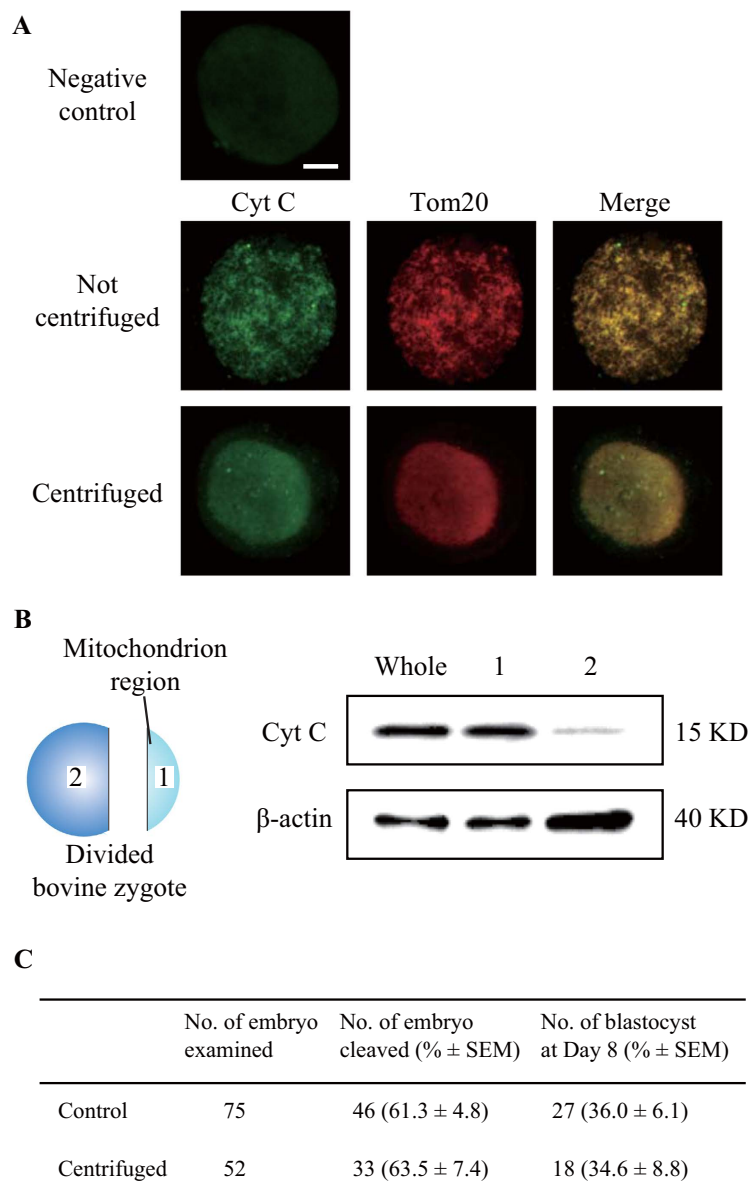 A
Negative
control
Cyt C
Tom20
Merge
Not
centrifuged
Centrifuged
B
Mitochondrion
region
2
1
Divided
bovine zygote
Whole
1
2
Cyt C
15 KD
β-actin
40 KD
C
No. of embryo examined
No. of embryo cleaved (% ± SEM)
No. of blastocyst at Day 8 (% ± SEM)
Control 75 46 (61.3 ± 4.8) 27 (36.0 ± 6.1)
Centrifuged 52 33 (63.5 ± 7.4) 18 (34.6 ± 8.8)